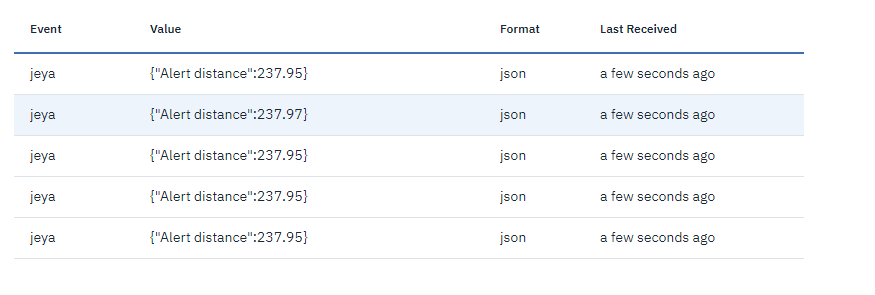 Event Value Format Last Received
jeya {"Alert distance":237.95} json a few seconds ago
jeya {"Alert distance":237.97} json a few seconds ago
jeya {"Alert distance":237.95} json a few seconds ago
jeya {"Alert distance":237.95} json a few seconds ago
jeya {"Alert distance":237.95} json a few seconds ago